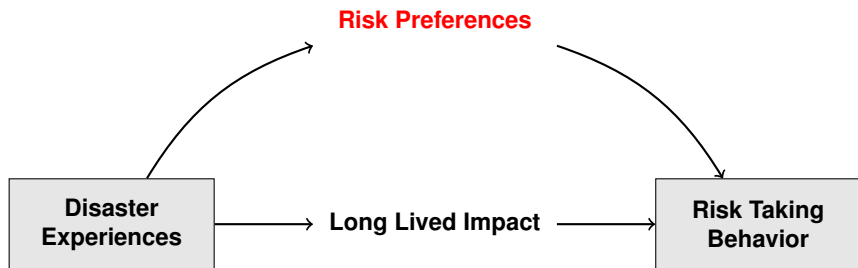 Risk Preferences
Disaster
Experiences
Long Lived Impact
Risk Taking
Behavior